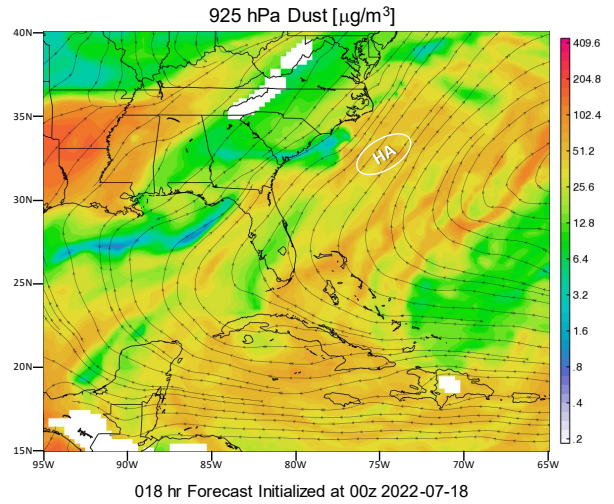 925 hPa Dust [μg/m³]
40N
35N
30N
25N
20N
15N
HA
95W 90W 85W 80W 75W 70W 65W
409.6
204.8
102.4
51.2
25.6
12.8
6.4
3.2
1.6
.8
.4
.2
018 hr Forecast Initialized at 00z 2022-07-18